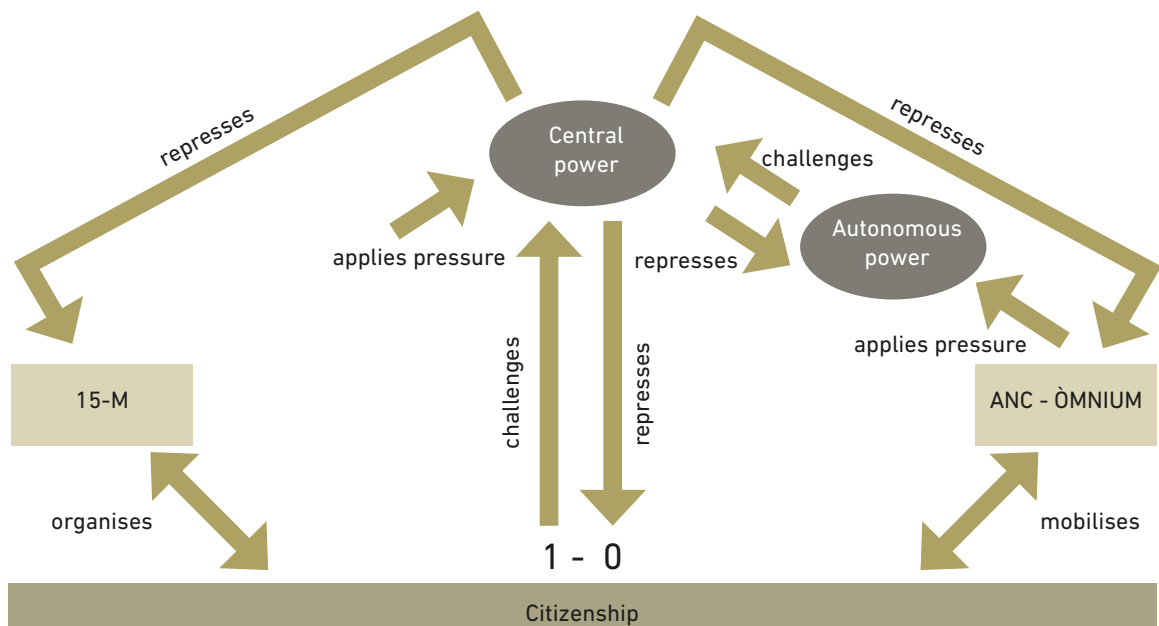 represses
represses
Central
power
challenges
Autonomous
power
applies pressure
represses
applies pressure
challenges
represses
15-M
ANC - ÒMNIUM
organises
mobilises
1 - 0
Citizenship